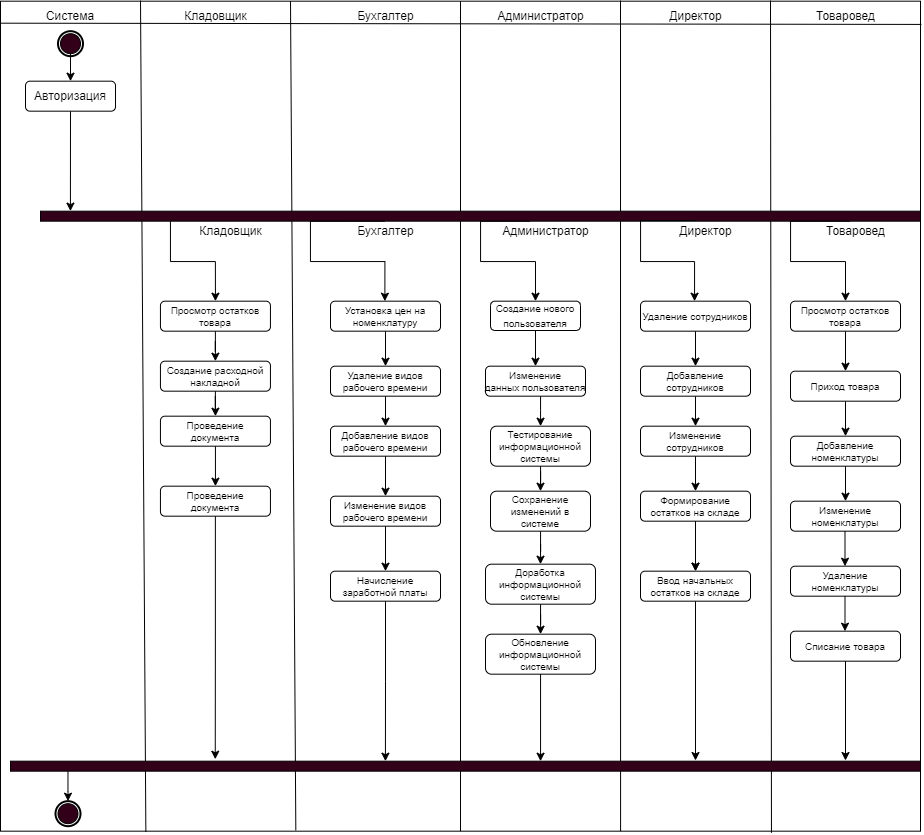 Система
Кладовщик
Бухгалтер
Администратор
Директор
Товаровед
Авторизация
Кладовщик
Бухгалтер
Администратор
Директор
Товаровед
Просмотр остатков
товара
Создание расходной
накладной
Проведение
документа
Проведение
документа
Установка цен на
номенклатуру
Удаление видов
рабочего времени
Добавление видов
рабочего времени
Изменение видов
рабочего времени
Начисление
заработной платы
Создание нового
пользователя
Изменение
данных пользователя
Тестирование
информационной
системы
Сохранение
изменений в
системе
Доработка
информационной
системы
Обновление
информационной
системы
Удаление сотрудников
Добавление
сотрудников
Изменение
сотрудников
Формирование
остатков на складе
Ввод начальных
остатков на складе
Просмотр остатков
товара
Приход товара
Добавление
номенклатуры
Изменение
номенклатуры
Удаление
номенклатуры
Списание товара